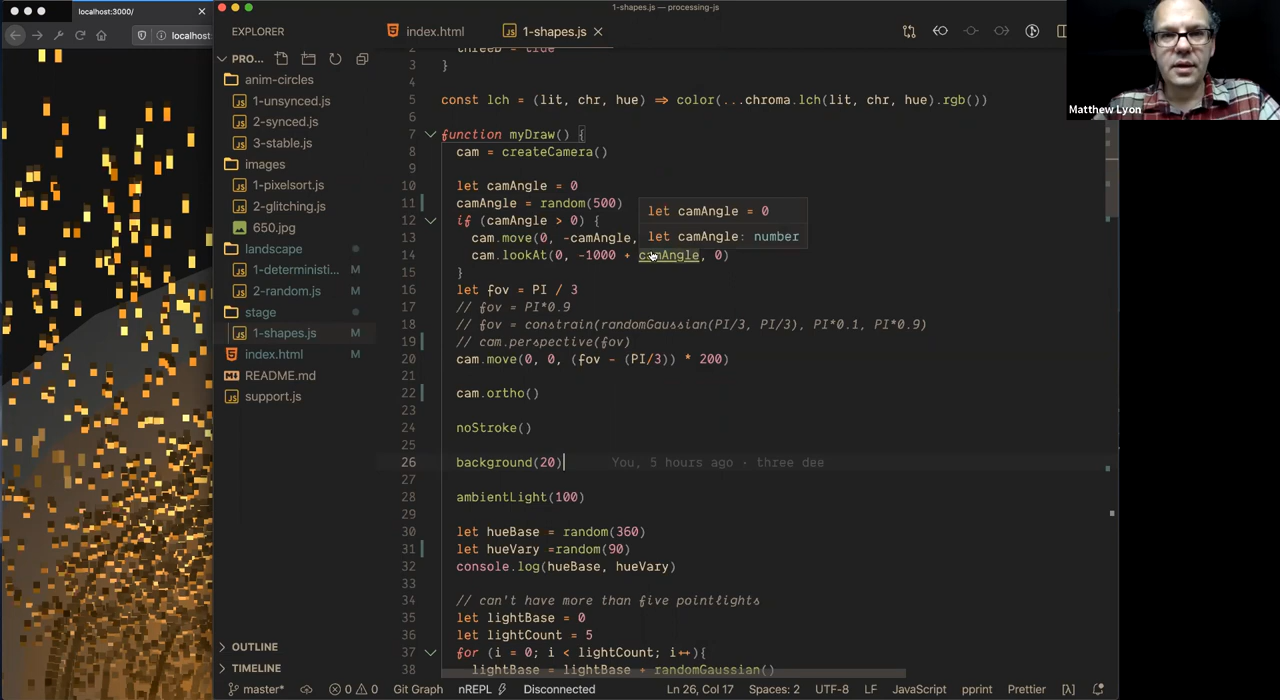 localhost:3000/
localhost
1-shapes.js — processing-js
EXPLORER
index.html
1-shapes.js
PRO...
anim-circles
1-unsynced.js
2-synced.js
3-stable.js
images
1-pixelsort.js
2-glitching.js
650.jpg
landscape
1-deterministi... M
2-random.js M
stage
1-shapes.js M
index.html M
README.md
support.js
OUTLINE
TIMELINE
2 threeD = true
3 }
4
5 const lch = (lit, chr, hue) ⇒ color(...chroma.lch(lit, chr, hue).rgb())
6
7 function myDraw() {
8 cam = createCamera()
9
10 let camAngle = 0
11 camAngle = random(500)
12 if (camAngle > 0) {
13 cam.move(0, -camAngle,
14 cam.lookAt(0, -1000 + camAngle, 0)
15 }
16 let fov = PI / 3
17 // fov = PI*0.9
18 // fov = constrain(randomGaussian(PI/3, PI/3), PI*0.1, PI*0.9)
19 // cam.perspective(fov)
20 cam.move(0, 0, (fov - (PI/3)) * 200)
21
22 cam.ortho()
23
24 noStroke()
25
26 background(20) You, 5 hours ago · three dee
27
28 ambientLight(100)
29
30 let hueBase = random(360)
31 let hueVary =random(90)
32 console.log(hueBase, hueVary)
33
34 // can't have more than five pointlights
35 let lightBase = 0
36 let lightCount = 5
37 for (i = 0; i < lightCount; i++){
38 lightBase = lightBase + randomGaussian()
let camAngle = 0
let camAngle: number
Matthew Lyon
master* 0 0 Git Graph nREPL Disconnected Ln 26, Col 17 Spaces: 2 UTF-8 LF JavaScript pprint Prettier [λ]